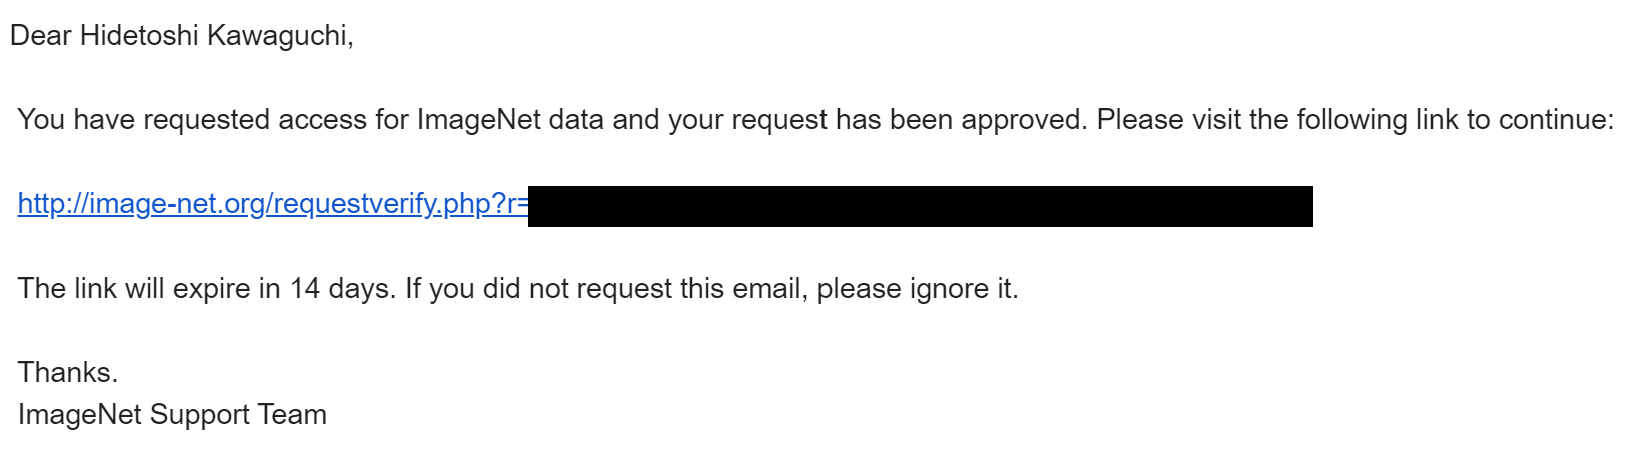 Dear Hidetoshi Kawaguchi,
You have requested access for ImageNet data and your request has been approved. Please visit the following link to continue:
http://image-net.org/requestverify.php?r=
The link will expire in 14 days. If you did not request this email, please ignore it.
Thanks.
ImageNet Support Team